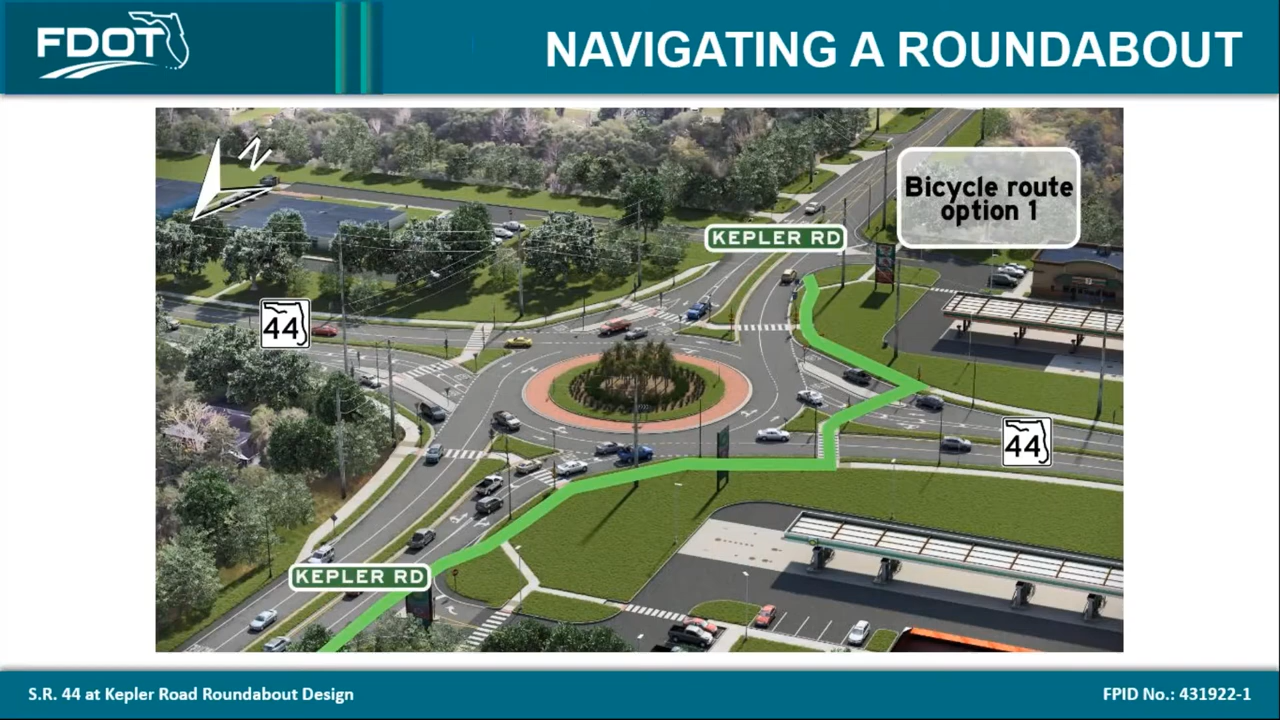 FDOT
NAVIGATING A ROUNDABOUT
N
Bicycle route
option 1
KEPLER RD
44
44
KEPLER RD
S.R. 44 at Kepler Road Roundabout Design
FPID No.: 431922-1